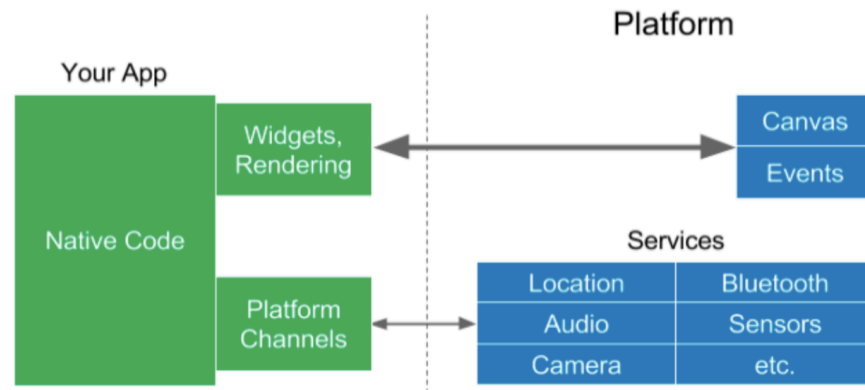 Platform
Your App
Widgets,
Rendering
Canvas
Events
Native Code
Services
Platform
Channels
Location
Bluetooth
Audio
Sensors
Camera
etc.